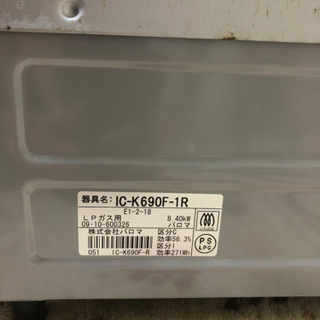 器具名: IC-K690F-1R
E1-2-18
LPガス用 8.40kW
09·10-600326 パロマ
株式会社パロマ 区分C
効率56.3%
区分I
051 IC-K690F-R 効率271Wh
PS
LPG